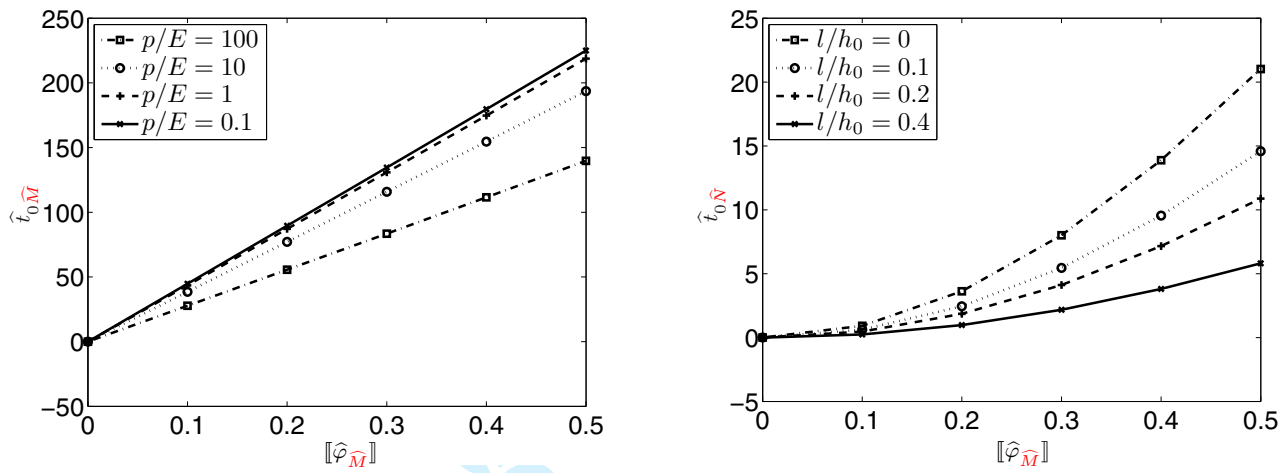 250
200
150
100
50
0
−50
0 0.1 0.2 0.3 0.4 0.5
p/E = 100
p/E = 10
p/E = 1
p/E = 0.1
t̂₀M̂
⟦φ̂M̂⟧
25
20
15
10
5
0
−5
0 0.1 0.2 0.3 0.4 0.5
l/h₀ = 0
l/h₀ = 0.1
l/h₀ = 0.2
l/h₀ = 0.4
t̂₀N̂
⟦φ̂M̂⟧